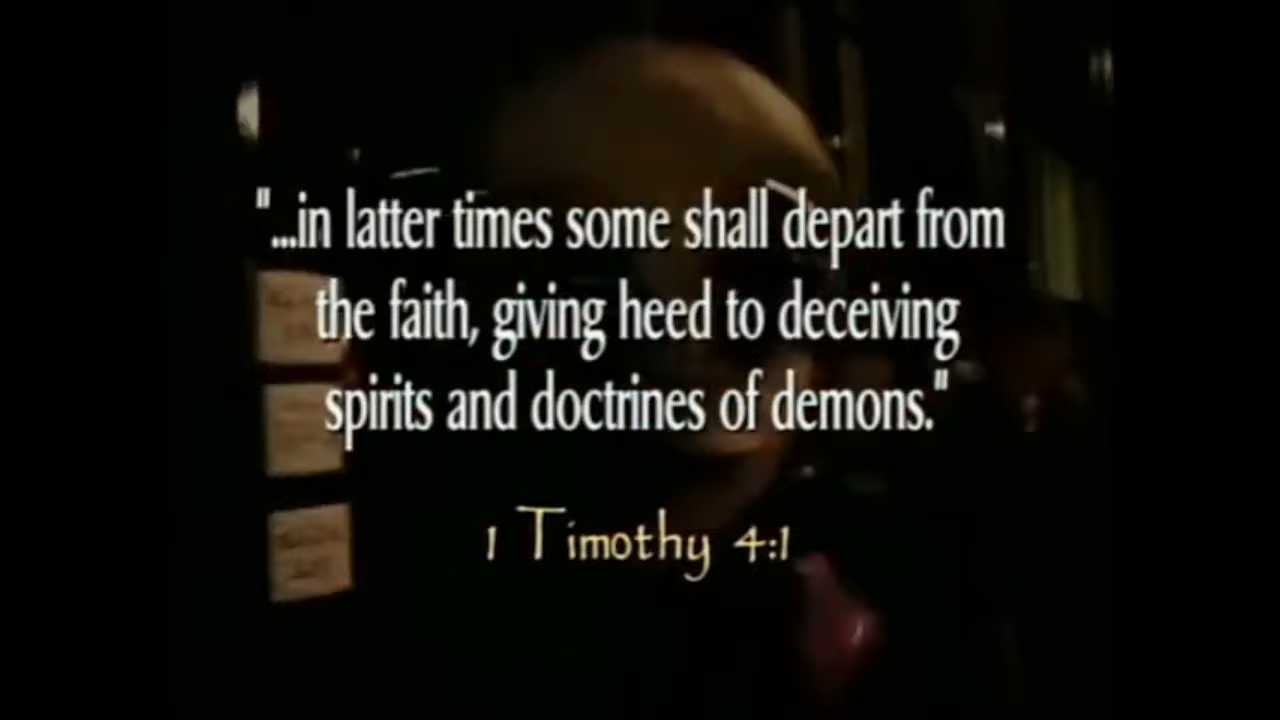 "...in latter times some shall depart from
the faith, giving heed to deceiving
spirits and doctrines of demons."
1 Timothy 4:1